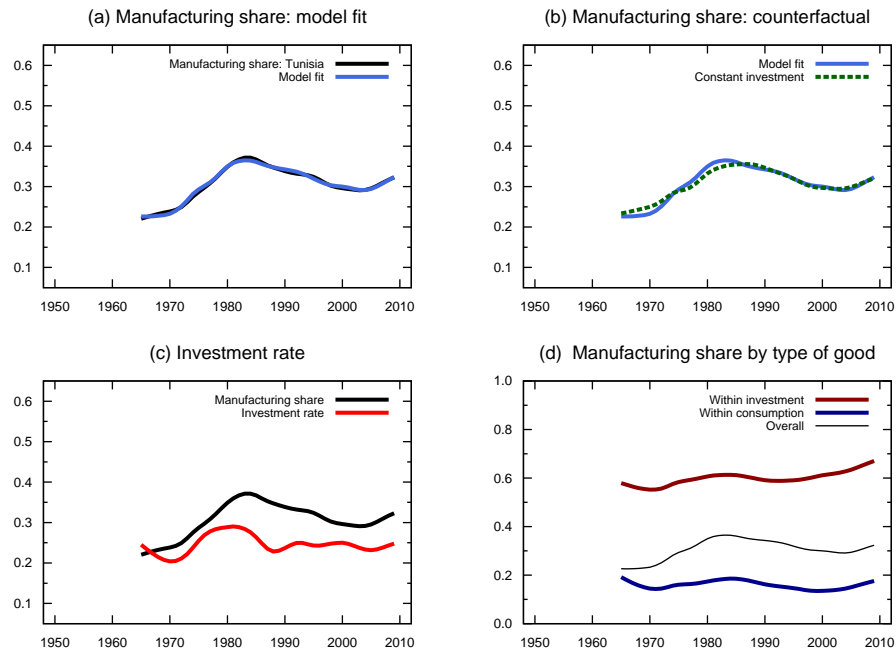 (a) Manufacturing share: model fit
0.6
0.5
0.4
0.3
0.2
0.1
Manufacturing share: Tunisia
Model fit
1950 1960 1970 1980 1990 2000 2010
(b) Manufacturing share: counterfactual
0.6
0.5
0.4
0.3
0.2
0.1
Model fit
Constant investment
1950 1960 1970 1980 1990 2000 2010
(c) Investment rate
0.6
0.5
0.4
0.3
0.2
0.1
Manufacturing share
Investment rate
1950 1960 1970 1980 1990 2000 2010
(d) Manufacturing share by type of good
1.0
0.8
0.6
0.4
0.2
0.0
Within investment
Within consumption
Overall
1950 1960 1970 1980 1990 2000 2010